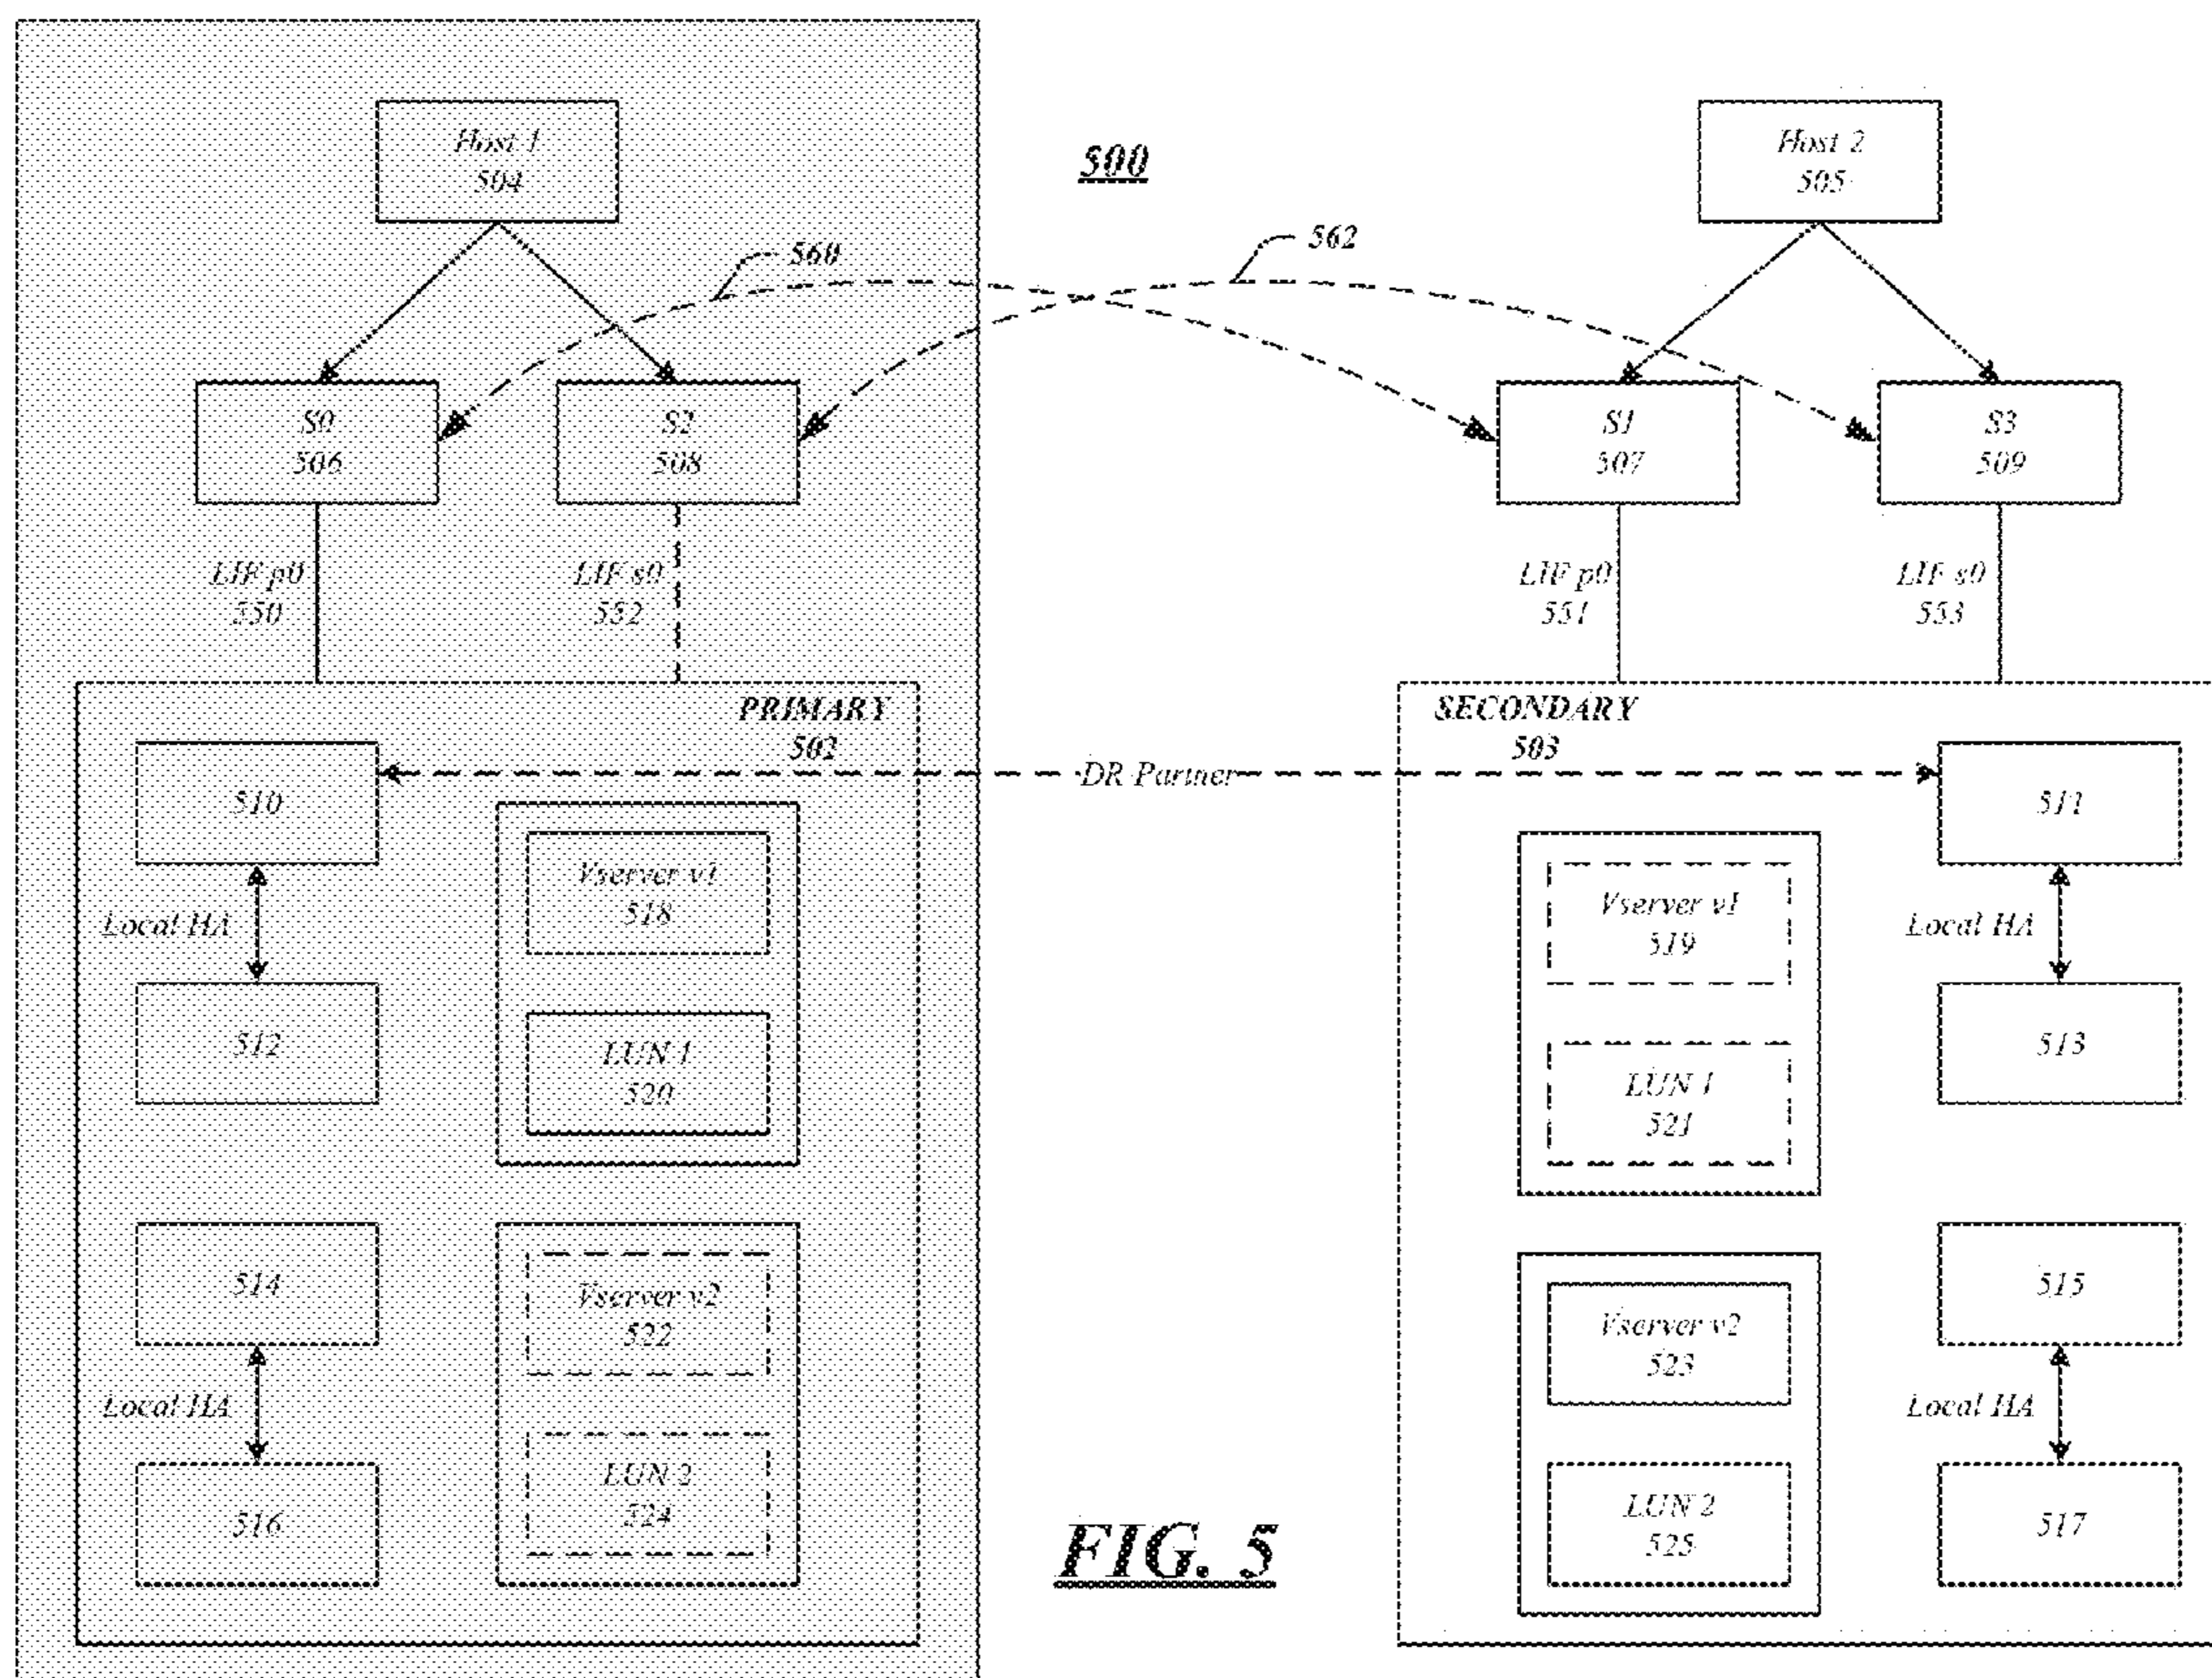 Host 1
504
500
Host 2
505
560
562
S0
506
S2
508
S1
507
S3
509
LIF p0
550
LIF s0
552
LIF p0
551
LIF s0
553
PRIMARY
502
SECONDARY
503
DR Partner
510
511
Vserver v1
518
Vserver v1
519
Local HA
Local HA
512
513
LUN 1
520
LUN 1
521
514
515
Vserver v2
522
Vserver v2
523
Local HA
Local HA
LUN 2
524
LUN 2
525
516
517
FIG. 5